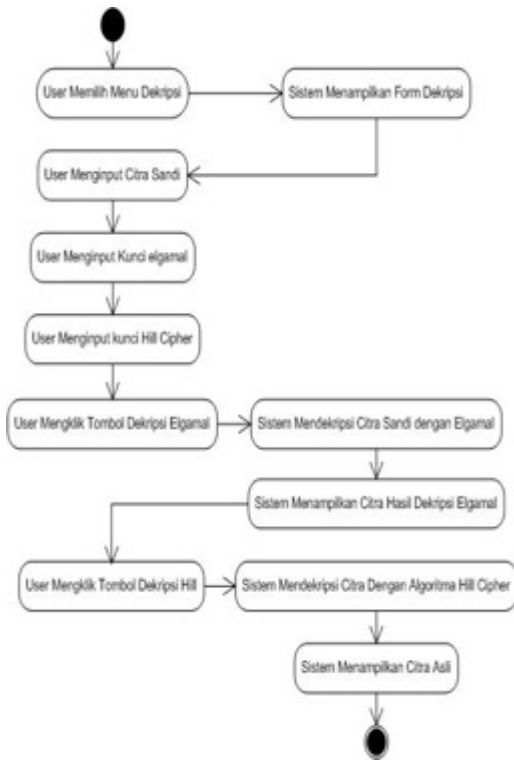 User Memilih Menu Dekripsi
Sistem Menampilkan Form Dekripsi
User Menginput Citra Sandi
User Menginput Kunci elgamal
User Menginput kunci Hill Cipher
User Mengklik Tombol Dekripsi Elgamal
Sistem Mendekripsi Citra Sandi dengan Elgamal
Sistem Menampilkan Citra Hasil Dekripsi Elgamal
User Mengklik Tombol Dekripsi Hill
Sistem Mendekripsi Citra Dengan Algoritma Hill Cipher
Sistem Menampilkan Citra Asli